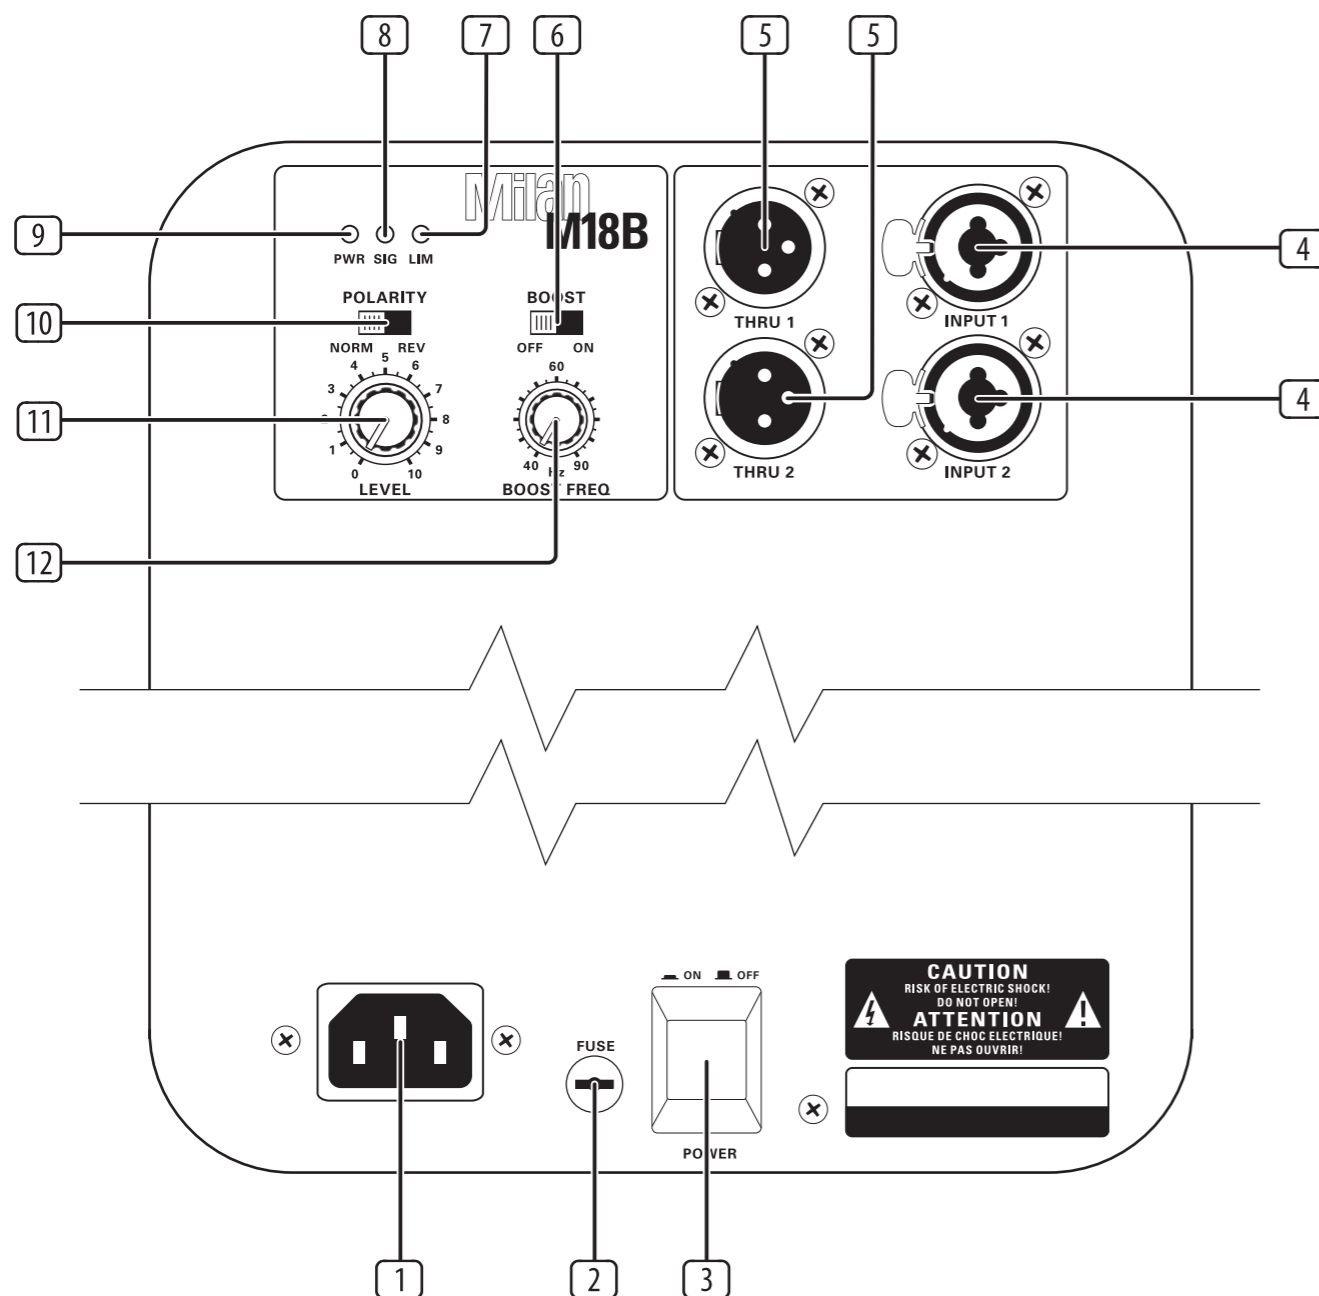 8 7 6 5 5
Milan
M18B
9
PWR SIG LIM
4
POLARITY
BOOST
10
NORM REV
OFF ON
THRU 1
INPUT 1
0 1 2 3 4 5 6 7 8 9 10
LEVEL
11
60
40 Hz 90
BOOST FREQ
THRU 2
INPUT 2
4
12
ON OFF
FUSE
POWER
CAUTION
RISK OF ELECTRIC SHOCK!
DO NOT OPEN!
ATTENTION
RISQUE DE CHOC ELECTRIQUE!
NE PAS OUVRIR!
1 2 3